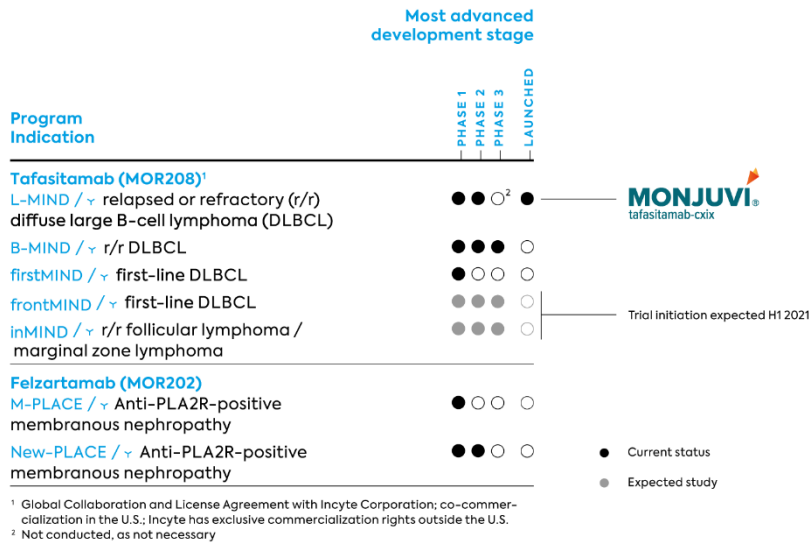 Most advanced
development stage
Program
Indication
PHASE 1
PHASE 2
PHASE 3
LAUNCHED
Tafasitamab (MOR208)¹
L-MIND / relapsed or refractory (r/r)
diffuse large B-cell lymphoma (DLBCL)
2
MONJUVI®
tafasitamab-cxix
B-MIND / r/r DLBCL
firstMIND / first-line DLBCL
frontMIND / first-line DLBCL
inMIND / r/r follicular lymphoma /
marginal zone lymphoma
Trial initiation expected H1 2021
Felzartamab (MOR202)
M-PLACE / Anti-PLA2R-positive
membranous nephropathy
New-PLACE / Anti-PLA2R-positive
membranous nephropathy
Current status
Expected study
¹ Global Collaboration and License Agreement with Incyte Corporation; co-commer-
cialization in the U.S.; Incyte has exclusive commercialization rights outside the U.S.
² Not conducted, as not necessary